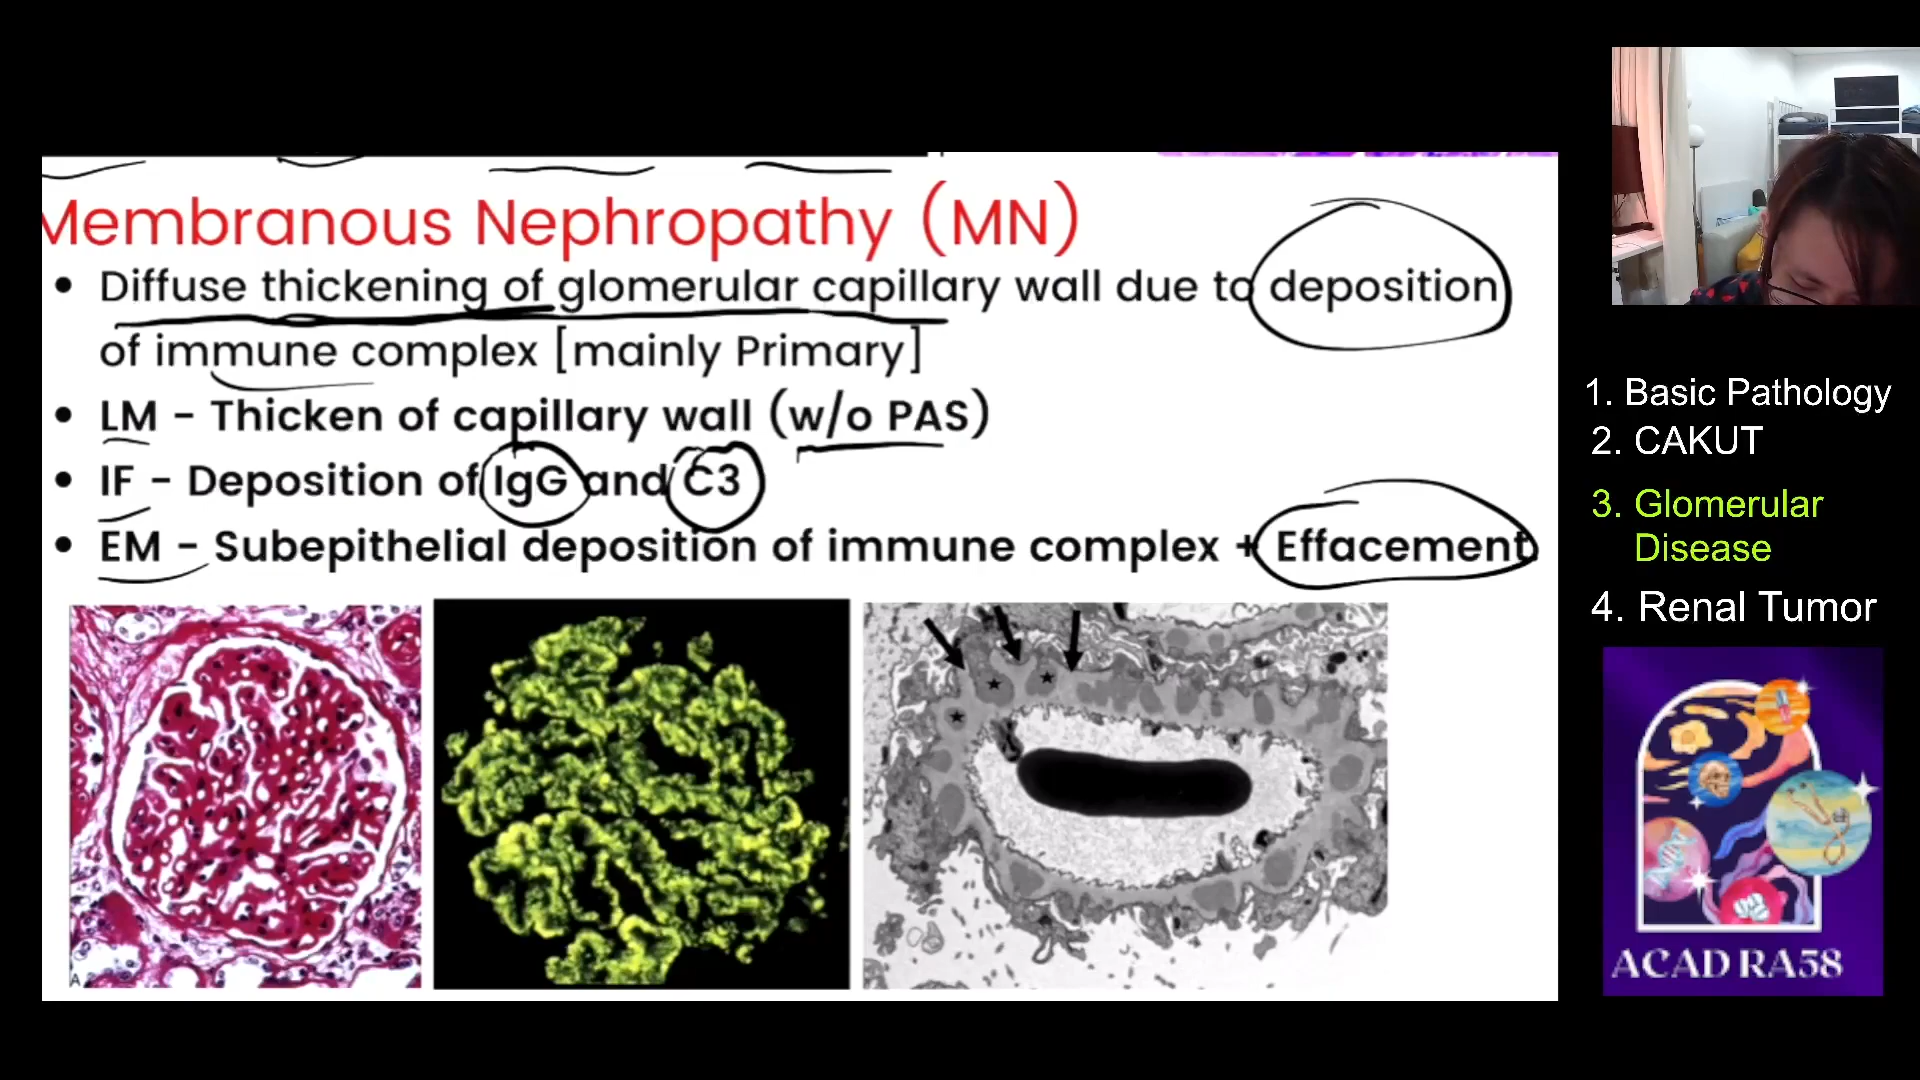 Membranous Nephropathy (MN)
• Diffuse thickening of glomerular capillary wall due to deposition
of immune complex [mainly Primary]
• LM - Thicken of capillary wall (w/o PAS)
• IF - Deposition of IgG and C3
• EM - Subepithelial deposition of immune complex + Effacement
A
1. Basic Pathology
2. CAKUT
3. Glomerular
Disease
4. Renal Tumor
ACAD RA58